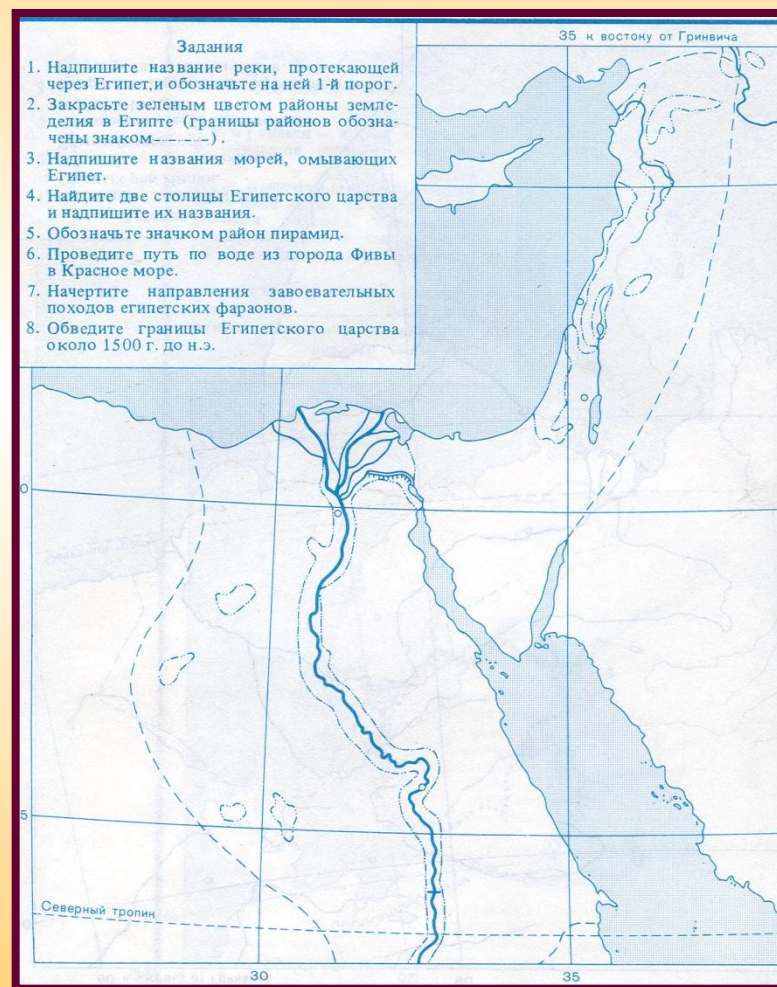 35 к востоку от Гринвича
Задания
1. Надпишите название реки, протекающей
через Египет, и обозначьте на ней 1-й порог.
2. Закрасьте зеленым цветом районы земле-
делия в Египте (границы районов обозна-
чены знаком-·-·-·-).
3. Надпишите названия морей, омывающих
Египет.
4. Найдите две столицы Египетского царства
и надпишите их названия.
5. Обозначьте значком район пирамид.
6. Проведите путь по воде из города Фивы
в Красное море.
7. Начертите направления завоевательных
походов египетских фараонов.
8. Обведите границы Египетского царства
около 1500 г. до н.э.
0
5
Северный тропик
30
35